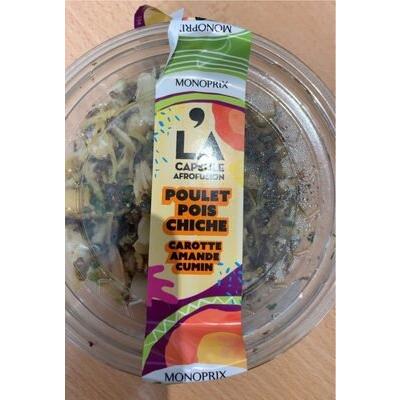 MONOPRIX
MONOPRIX
L'A
CAPSULE
AFROFUSION
POULET
POIS
CHICHE
CAROTTE
AMANDE
CUMIN
MONOPRIX